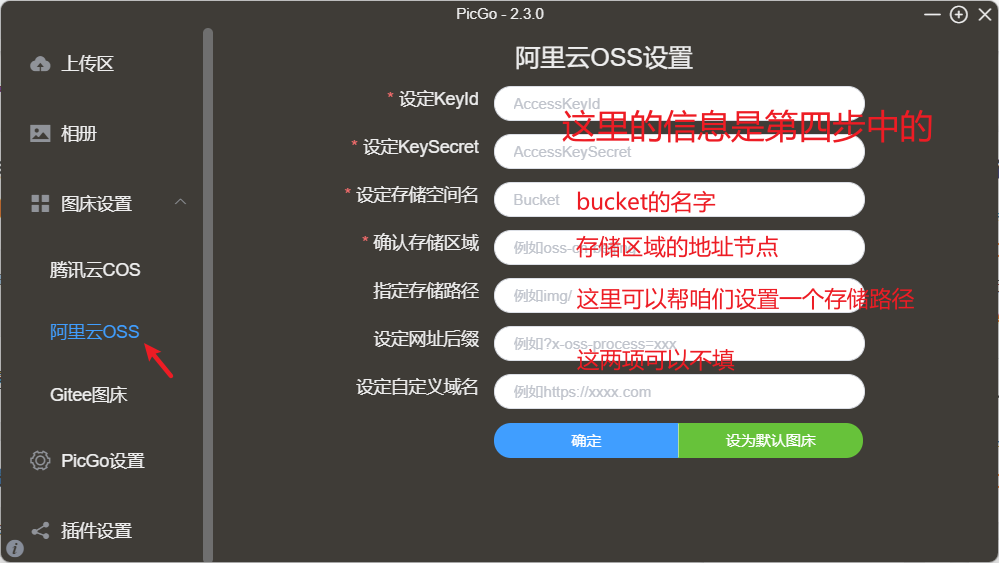 PicGo - 2.3.0
上传区
相册
图床设置
腾讯云COS
阿里云OSS
Gitee图床
PicGo设置
插件设置
阿里云OSS设置
* 设定KeyId
AccessKeyId
这里的信息是第四步中的
* 设定KeySecret
AccessKeySecret
* 设定存储空间名
Bucket
bucket的名字
* 确认存储区域
例如oss-
存储区域的地址节点
指定存储路径
例如img/
这里可以帮咱们设置一个存储路径
设定网址后缀
例如?x-oss-process=xxx
这两项可以不填
设定自定义域名
例如https://xxxx.com
确定
设为默认图床